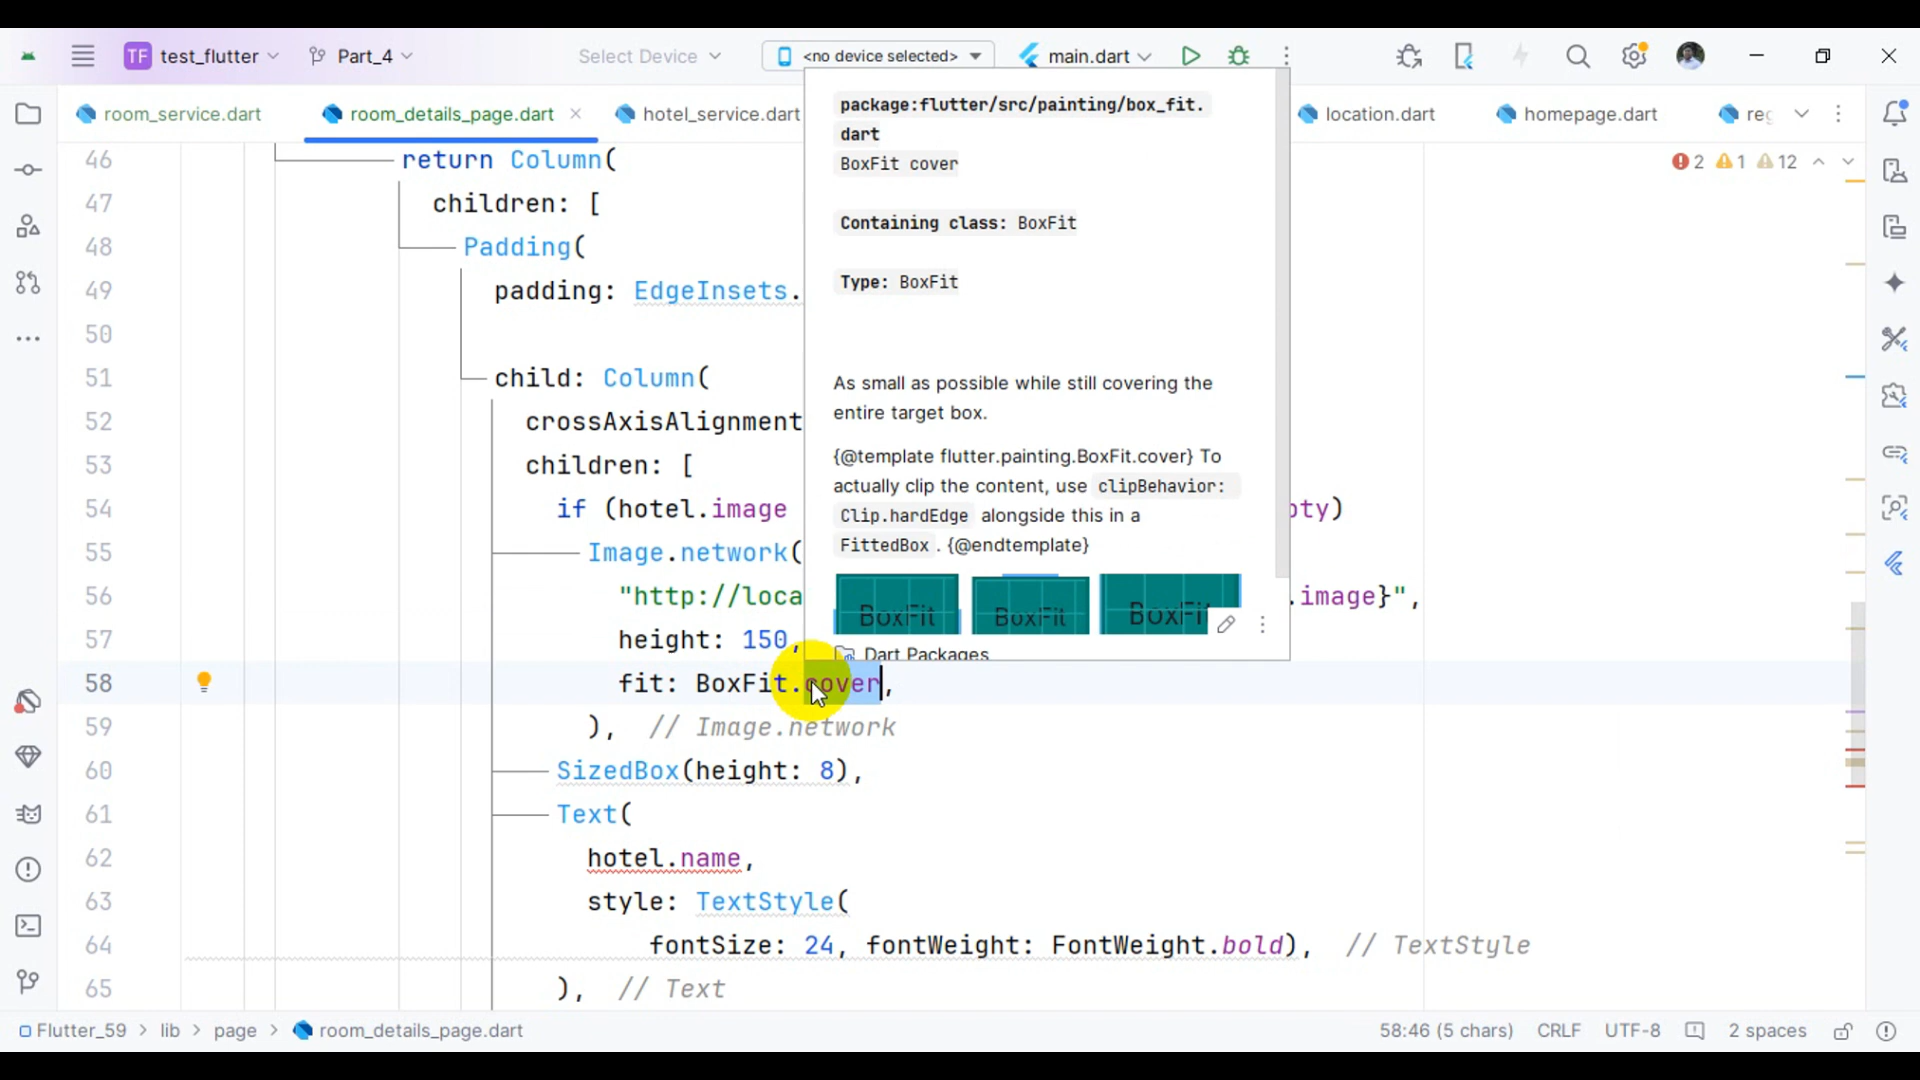 TF test_flutter Part_4 Select Device <no device selected> main.dart
room_service.dart room_details_page.dart hotel_service.dart location.dart homepage.dart reg
46 return Column(
47 children: [
48 Padding(
49 padding: EdgeInsets.
50
51 child: Column(
52 crossAxisAlignment
53 children: [
54 if (hotel.image pty)
55 Image.network(
56 "http://loca .image}",
57 height: 150,
58 fit: BoxFit.cover,
59 ), // Image.network
60 SizedBox(height: 8),
61 Text(
62 hotel.name,
63 style: TextStyle(
64 fontSize: 24, fontWeight: FontWeight.bold), // TextStyle
65 ), // Text
2 1 12
package:flutter/src/painting/box_fit.
dart
BoxFit cover
Containing class: BoxFit
Type: BoxFit
As small as possible while still covering the
entire target box.
{@template flutter.painting.BoxFit.cover} To
actually clip the content, use clipBehavior:
Clip.hardEdge alongside this in a
FittedBox . {@endtemplate}
BoxFit BoxFit BoxFit
Dart Packages
Flutter_59 > lib > page > room_details_page.dart 58:46 (5 chars) CRLF UTF-8 2 spaces